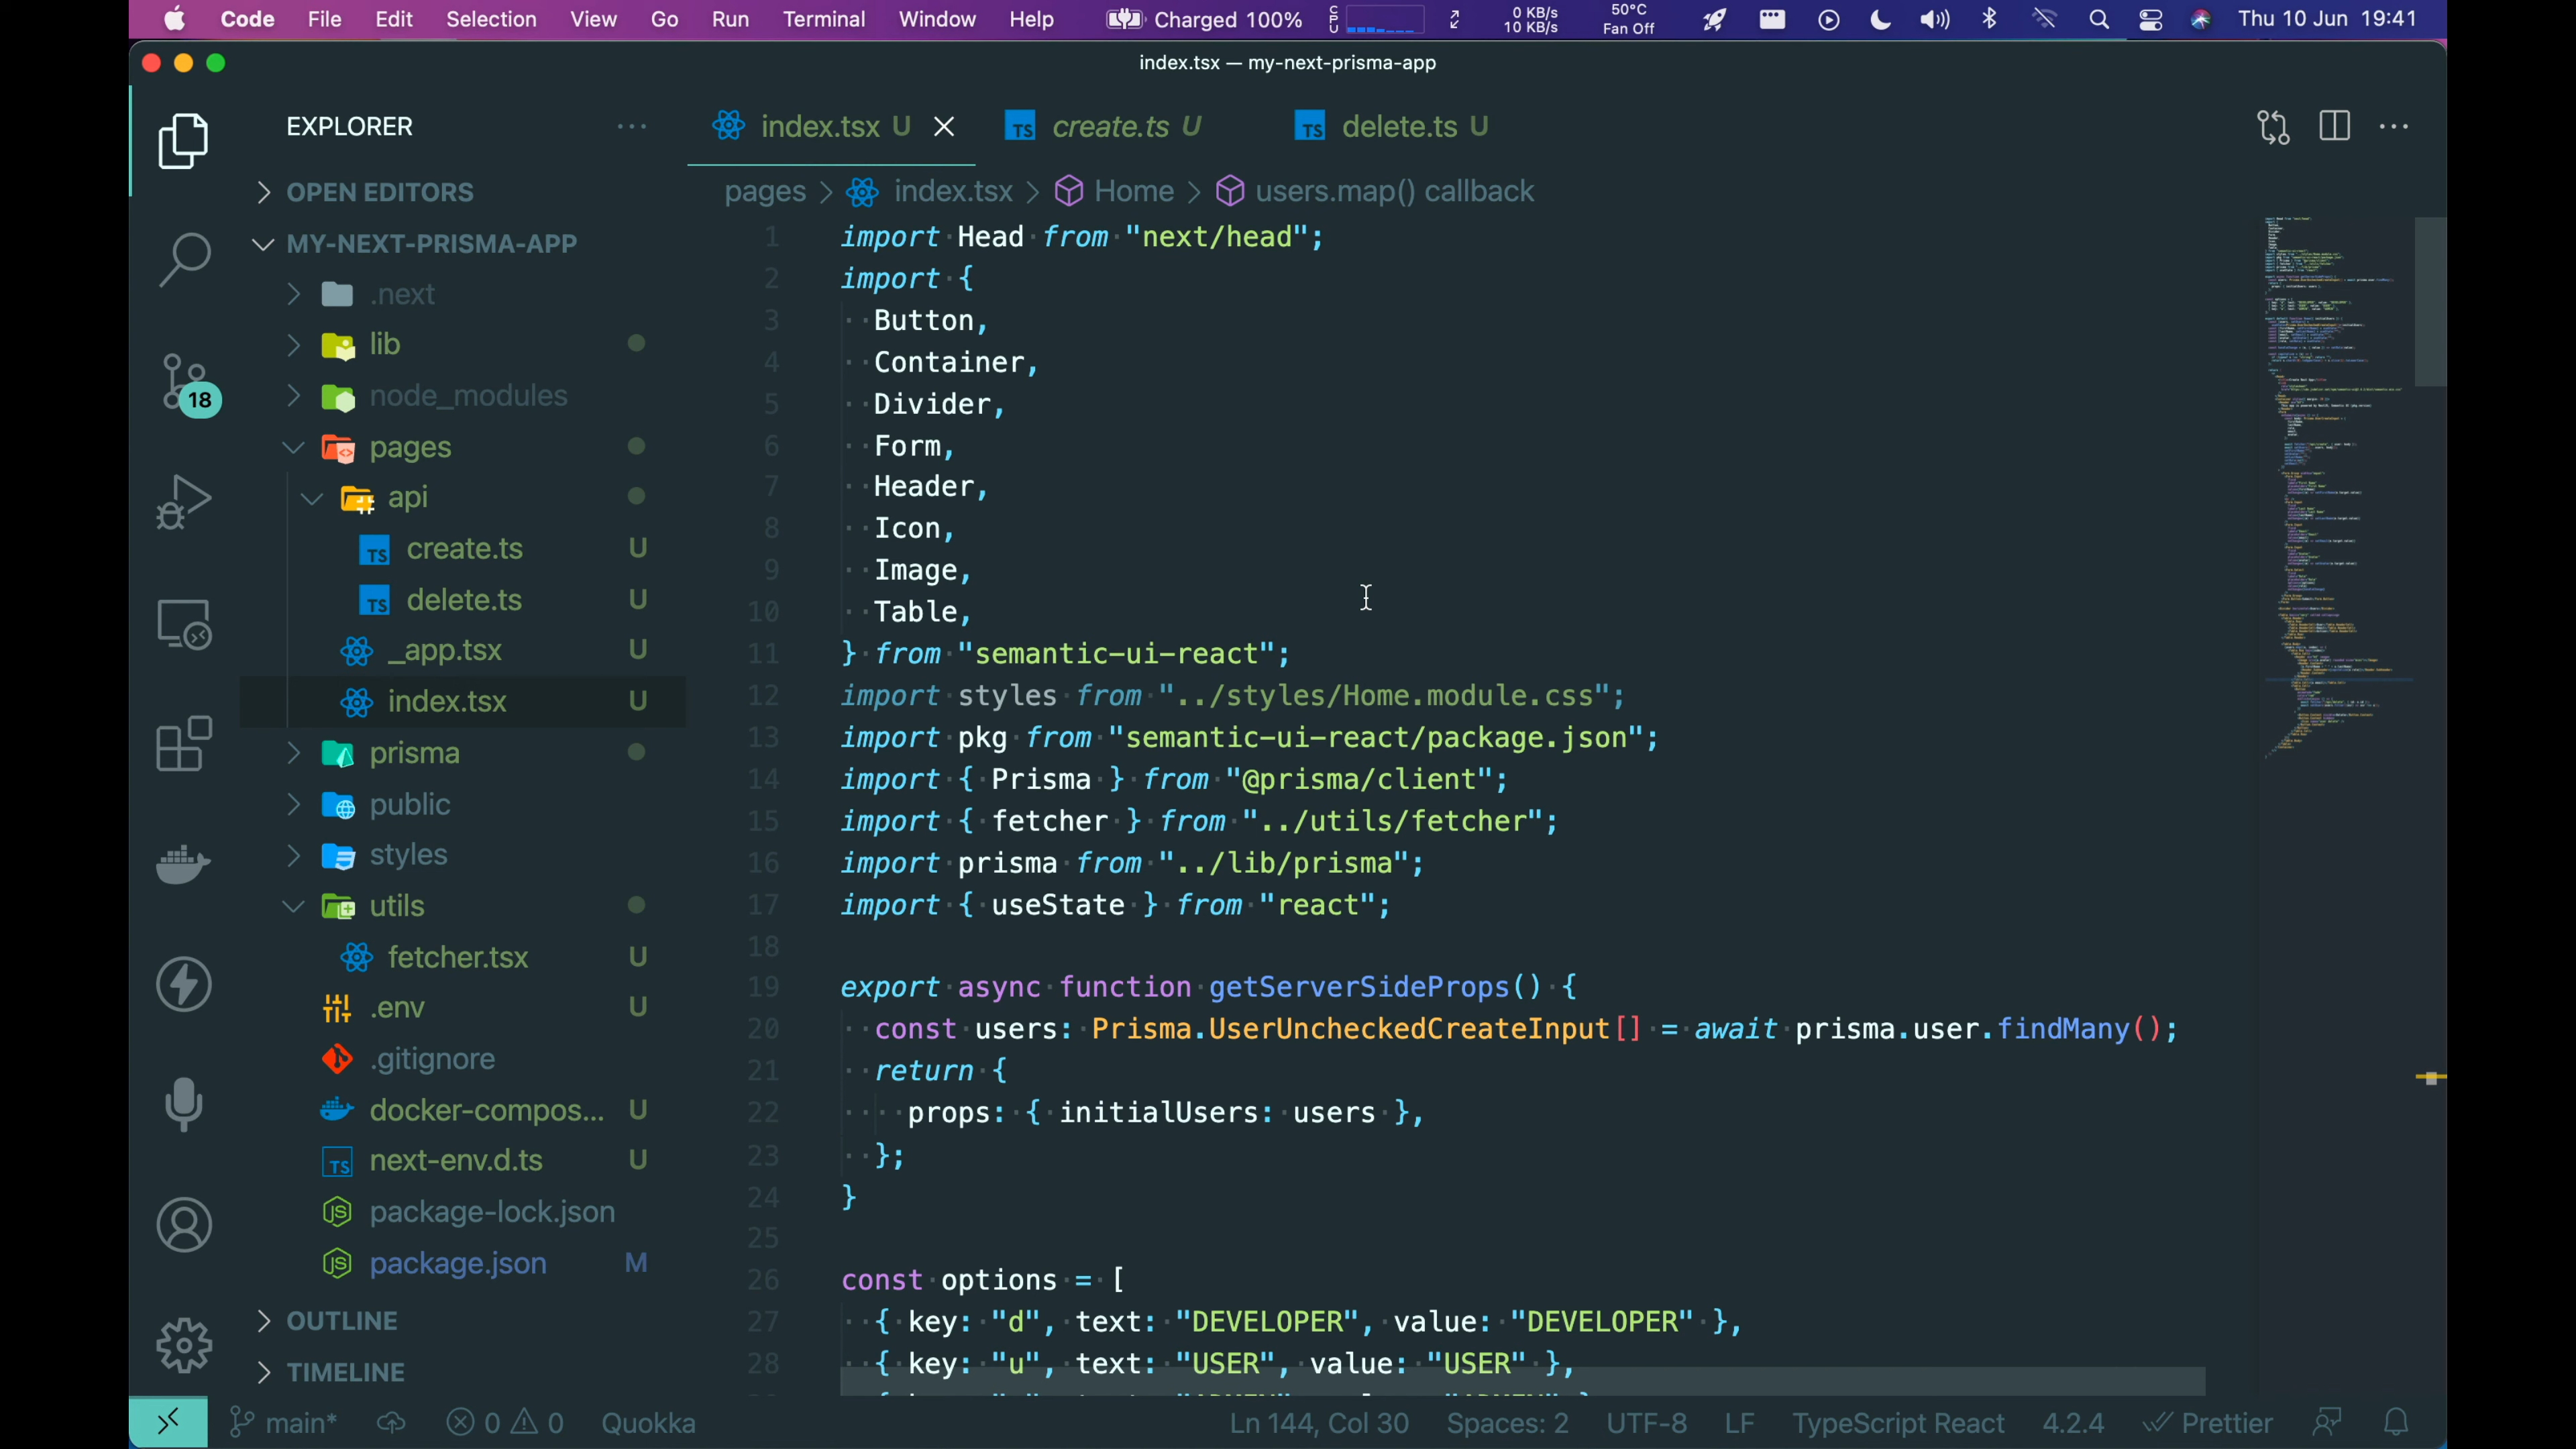 Code File Edit Selection View Go Run Terminal Window Help Charged 100% CPU 0 KB/s 10 KB/s 50°C Fan Off Thu 10 Jun 19:41
index.tsx — my-next-prisma-app
EXPLORER
OPEN EDITORS
MY-NEXT-PRISMA-APP
.next
lib
node_modules
pages
api
create.ts U
delete.ts U
_app.tsx U
index.tsx U
prisma
public
styles
utils
fetcher.tsx U
.env U
.gitignore
docker-compos... U
next-env.d.ts U
package-lock.json
package.json M
OUTLINE
TIMELINE
18
index.tsx U create.ts U delete.ts U
pages > index.tsx > Home > users.map() callback
1 import Head from "next/head";
2 import {
3 Button,
4 Container,
5 Divider,
6 Form,
7 Header,
8 Icon,
9 Image,
10 Table,
11 } from "semantic-ui-react";
12 import styles from "../styles/Home.module.css";
13 import pkg from "semantic-ui-react/package.json";
14 import { Prisma } from "@prisma/client";
15 import { fetcher } from "../utils/fetcher";
16 import prisma from "../lib/prisma";
17 import { useState } from "react";
18
19 export async function getServerSideProps() {
20 const users: Prisma.UserUncheckedCreateInput[] = await prisma.user.findMany();
21 return {
22 props: { initialUsers: users },
23 };
24 }
25
26 const options = [
27 { key: "d", text: "DEVELOPER", value: "DEVELOPER" },
28 { key: "u", text: "USER", value: "USER" },
main* 0 0 Quokka Ln 144, Col 30 Spaces: 2 UTF-8 LF TypeScript React 4.2.4 Prettier